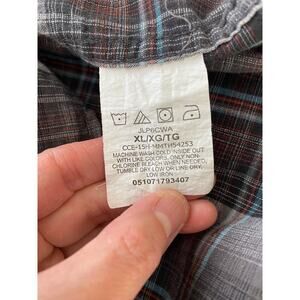 JLP6CWA
XL/XG/TG
CCE-15H-MMTH54253
MACHINE WASH COLD INSIDE OUT
WITH LIKE COLORS, ONLY NON-
CHLORINE BLEACH WHEN NEEDED,
TUMBLE DRY LOW OR LINE DRY,
LOW IRON
051071793407